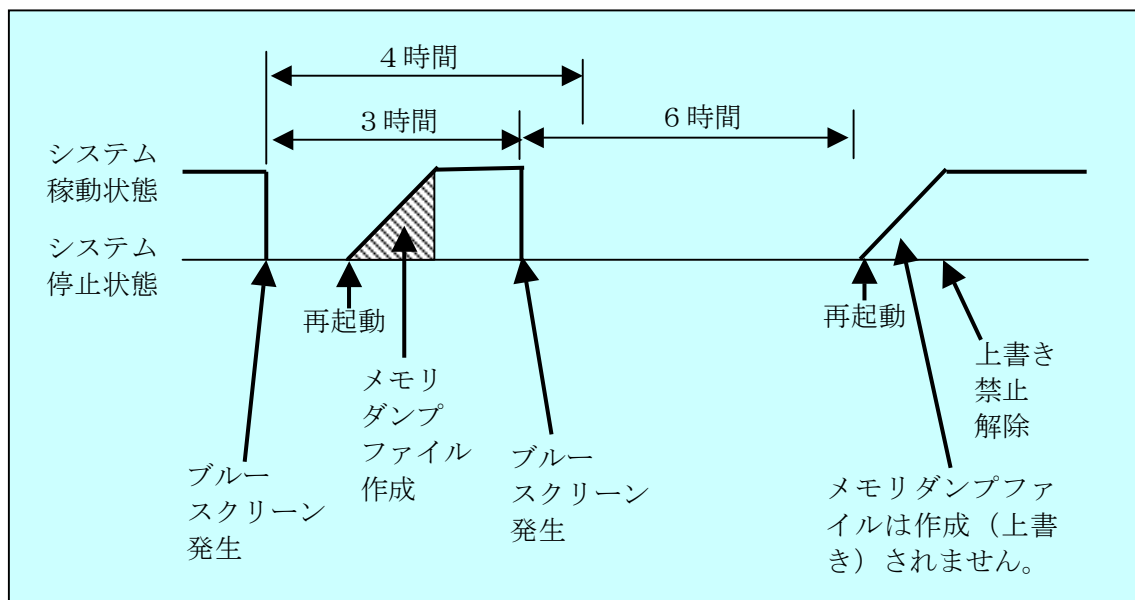 ４時間
３時間
６時間
システム
稼動状態
システム
停止状態
再起動
再起動
メモリ
ダンプ
ファイル
作成
上書き
禁止
解除
ブルー
スクリーン
発生
ブルー
スクリーン
発生
メモリダンプファ
イルは作成（上書
き）されません。